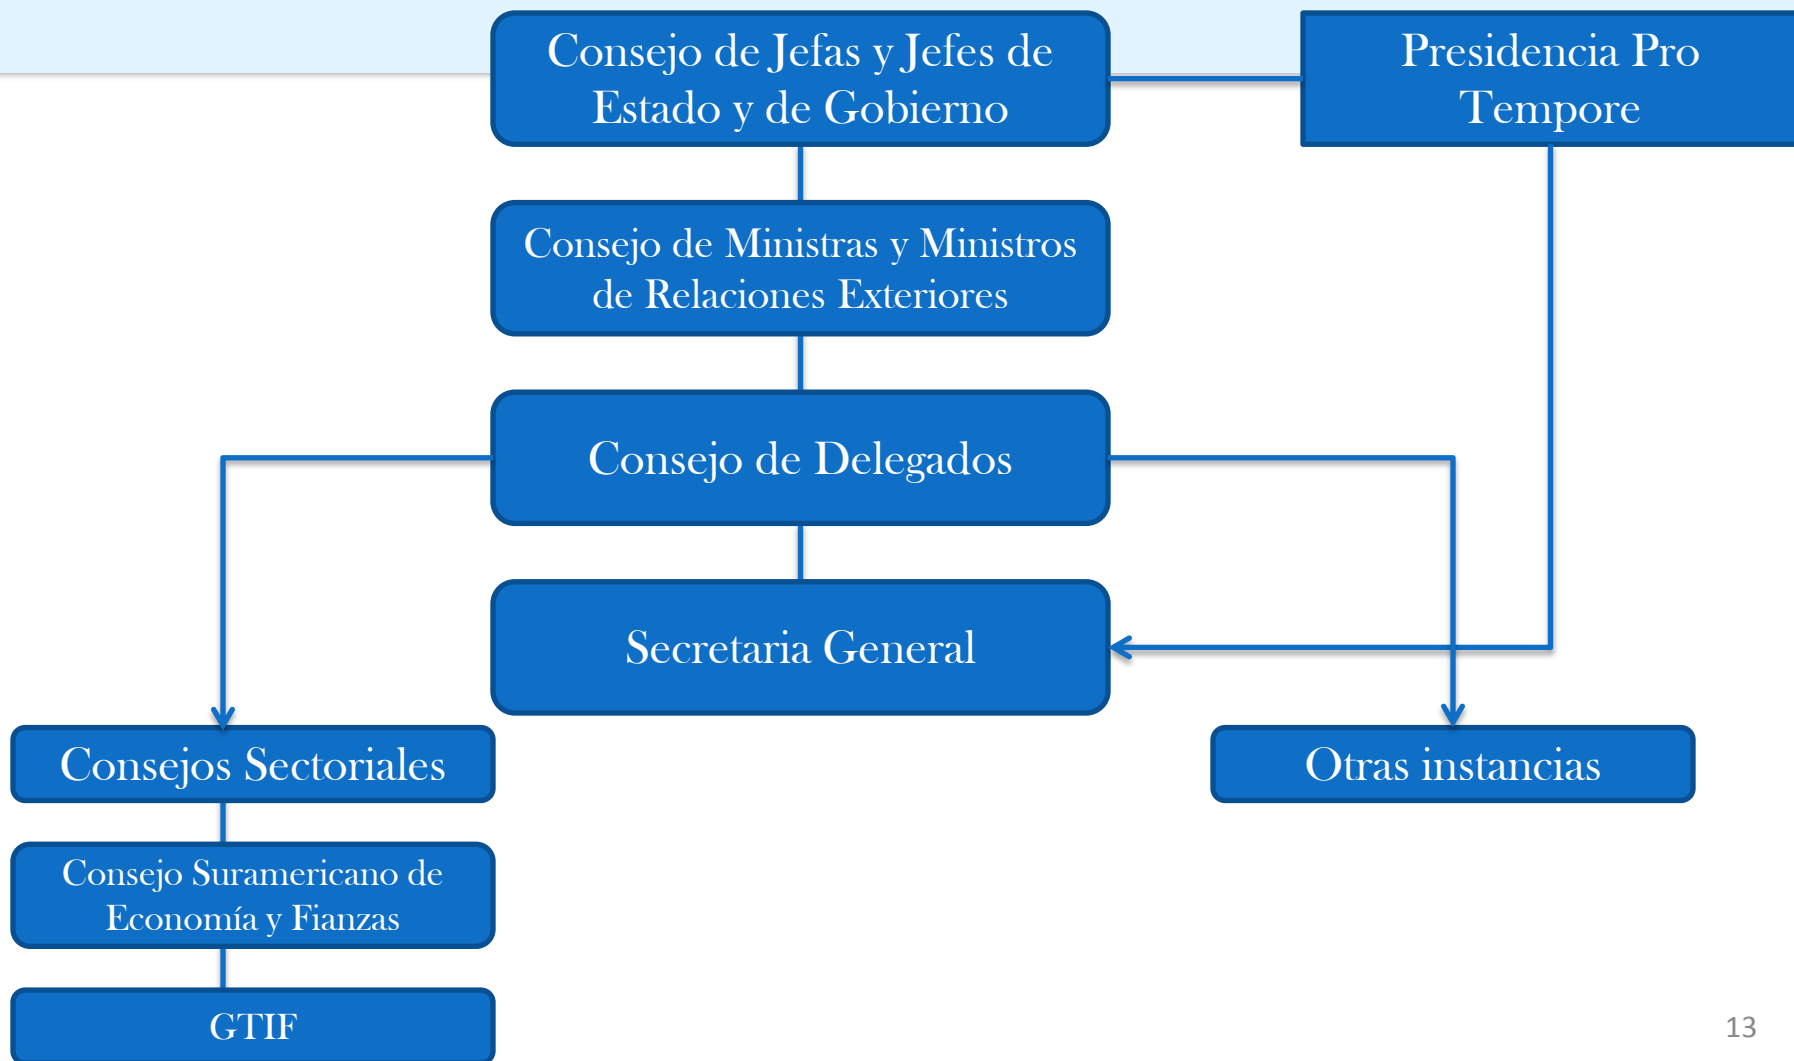 Consejo de Jefas y Jefes de
Estado y de Gobierno
Presidencia Pro
Tempore
Consejo de Ministras y Ministros
de Relaciones Exteriores
Consejo de Delegados
Secretaria General
Consejos Sectoriales
Otras instancias
Consejo Suramericano de
Economía y Fianzas
GTIF
13